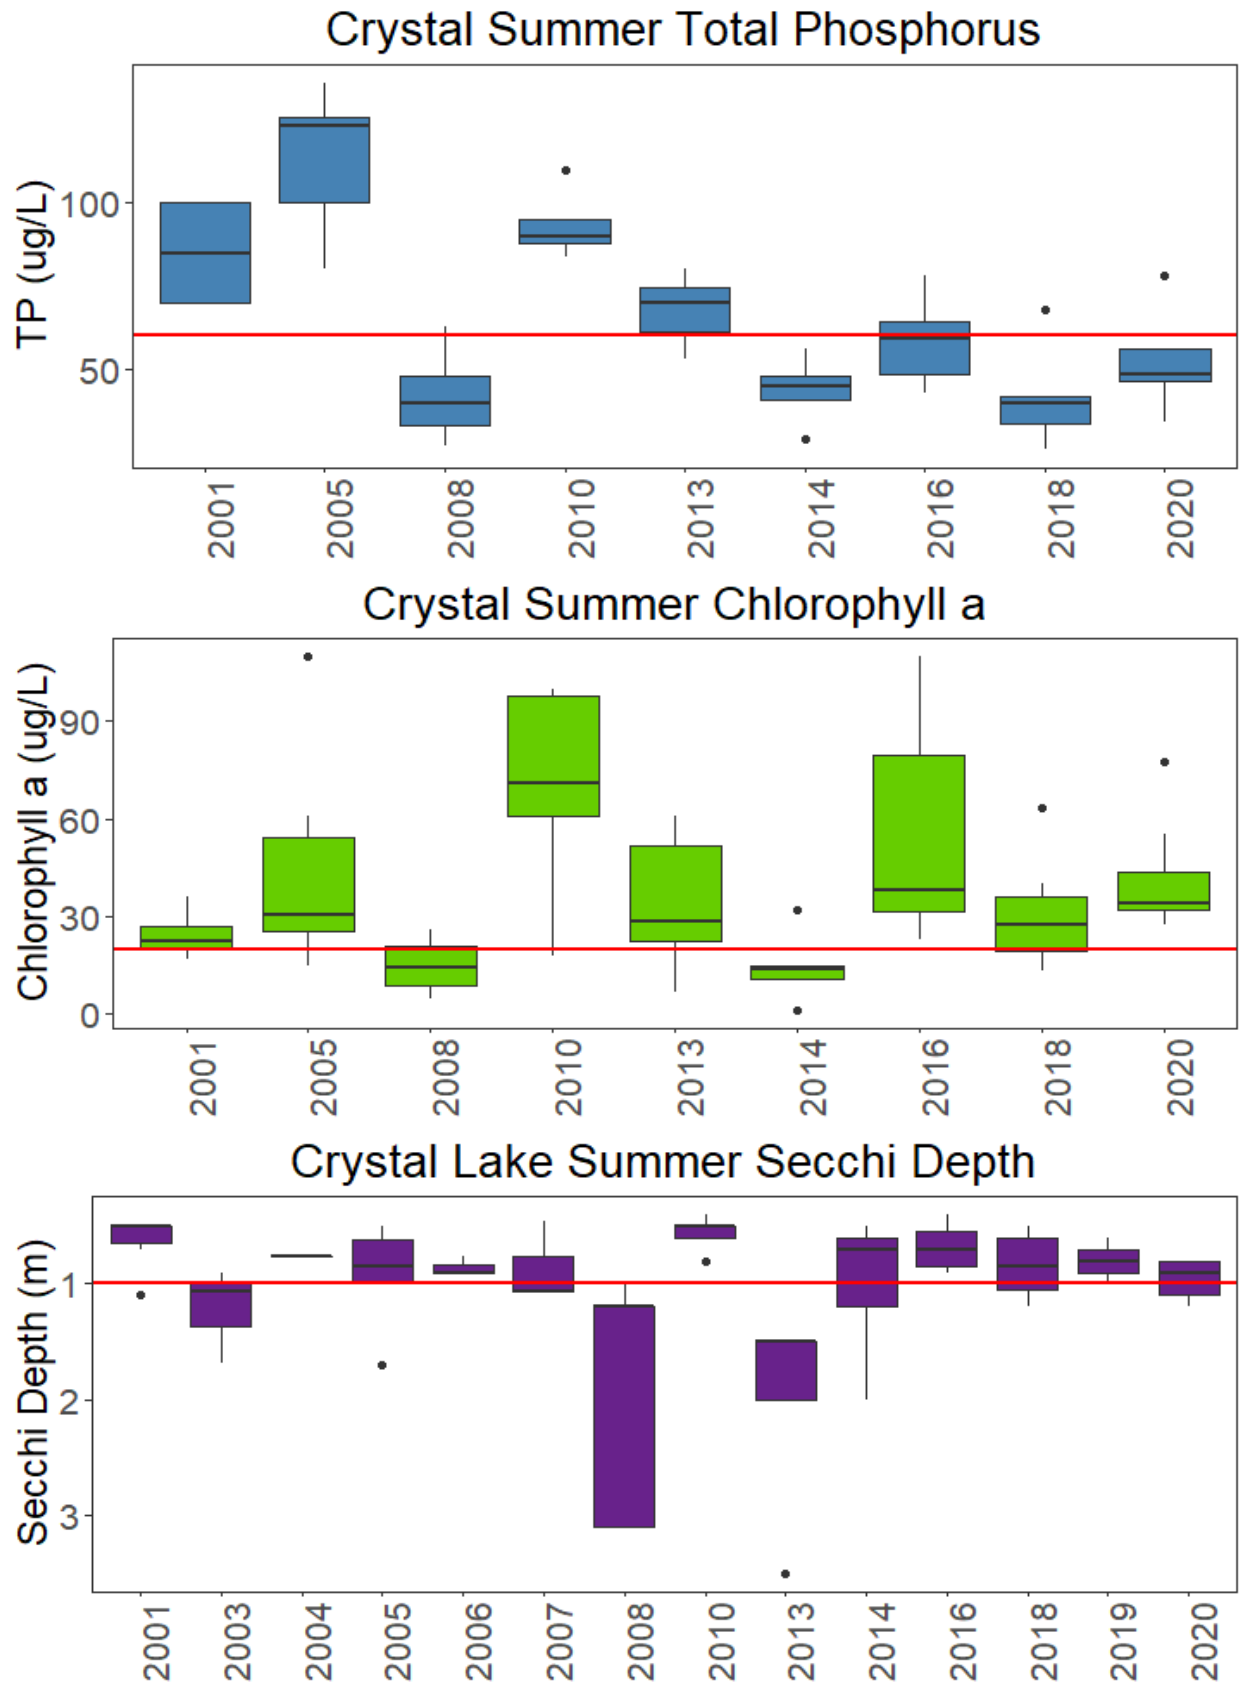 Crystal Summer Total Phosphorus
TP (ug/L)
100
50
2001 2005 2008 2010 2013 2014 2016 2018 2020
Crystal Summer Chlorophyll a
Chlorophyll a (ug/L)
90
60
30
0
2001 2005 2008 2010 2013 2014 2016 2018 2020
Crystal Lake Summer Secchi Depth
Secchi Depth (m)
1
2
3
2001 2003 2004 2005 2006 2007 2008 2010 2013 2014 2016 2018 2019 2020